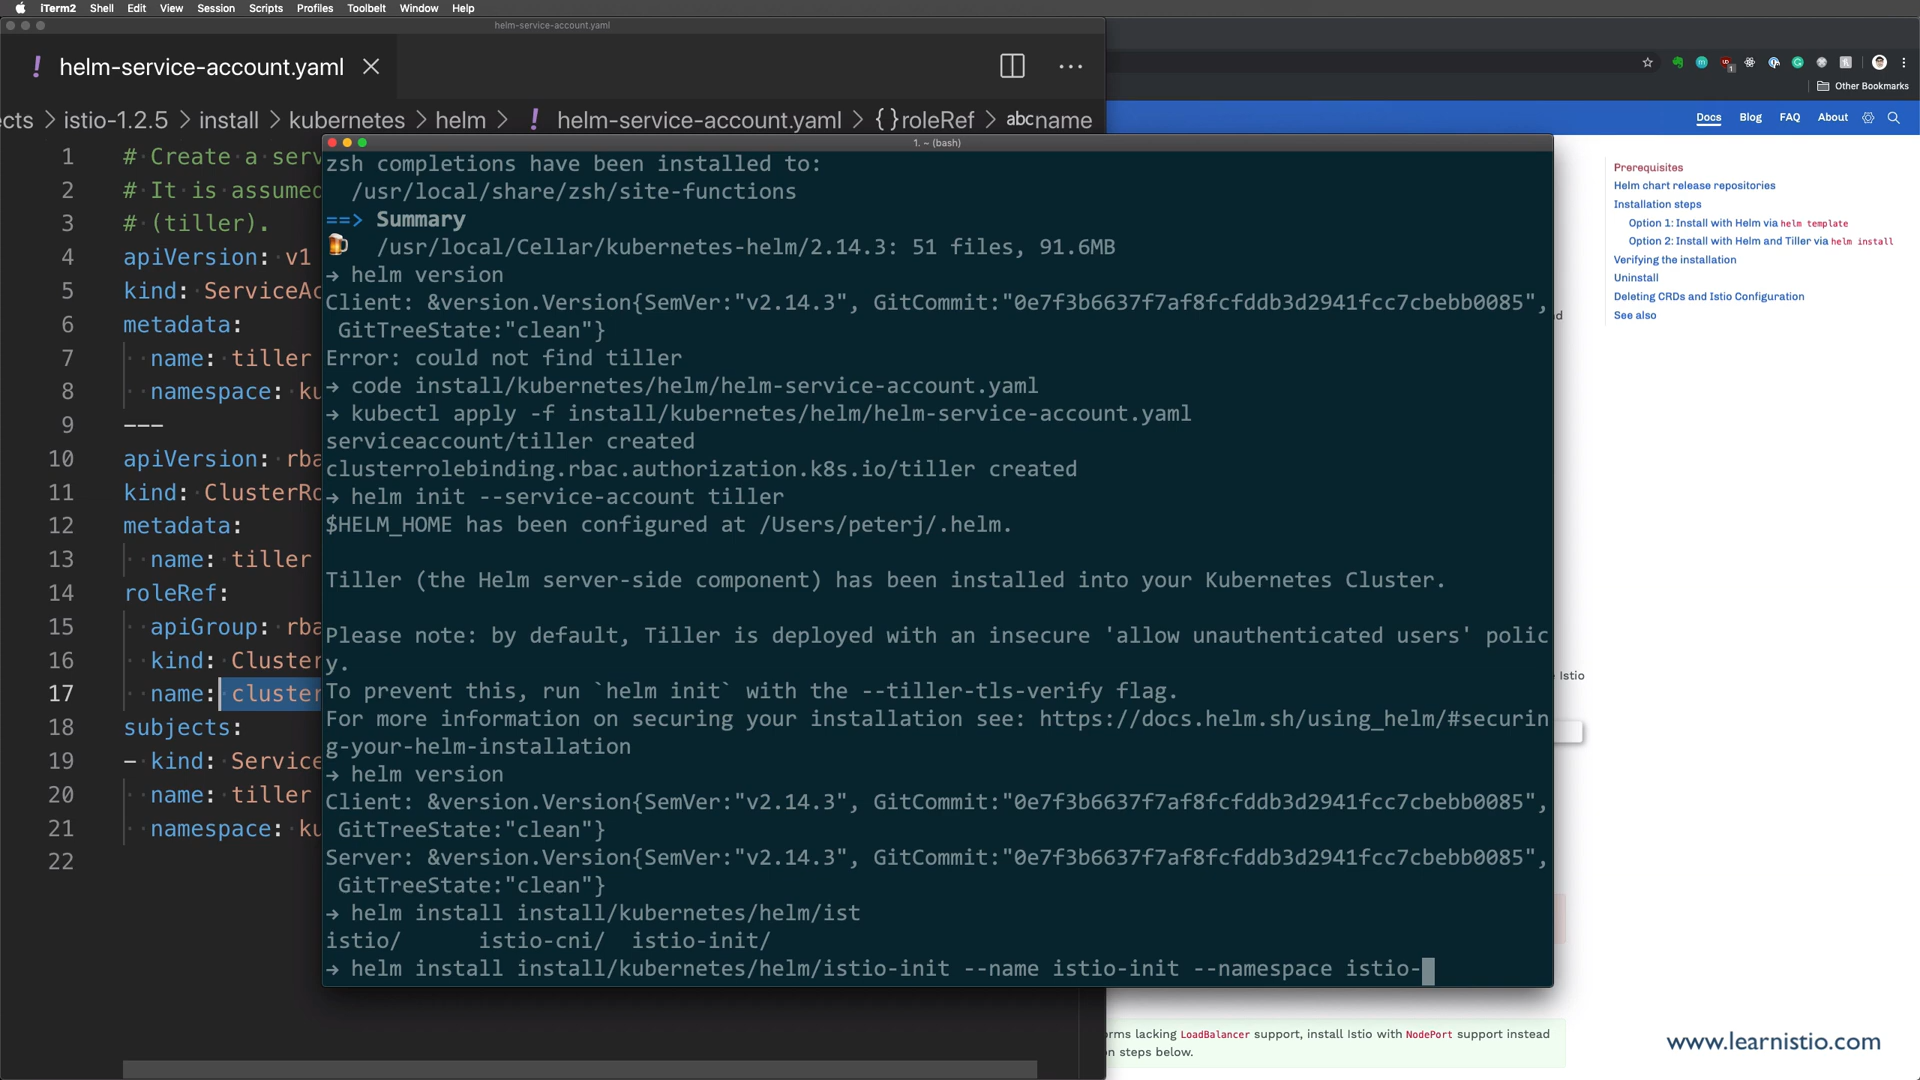 iTerm2 Shell Edit View Session Scripts Profiles Toolbelt Window Help
helm-service-account.yaml
! helm-service-account.yaml
cts > istio-1.2.5 > install > kubernetes > helm > ! helm-service-account.yaml > {} roleRef > abc name
Other Bookmarks
Docs Blog FAQ About
1 # Create a serv
2 # It is assumed
3 # (tiller).
4 apiVersion: v1
5 kind: ServiceAc
6 metadata:
7 name: tiller
8 namespace: ku
9 ---
10 apiVersion: rba
11 kind: ClusterRo
12 metadata:
13 name: tiller
14 roleRef:
15 apiGroup: rba
16 kind: Cluster
17 name: cluster
18 subjects:
19 - kind: Service
20 name: tiller
21 namespace: ku
22
1. ~ (bash)
zsh completions have been installed to:
/usr/local/share/zsh/site-functions
==> Summary
🍺 /usr/local/Cellar/kubernetes-helm/2.14.3: 51 files, 91.6MB
→ helm version
Client: &version.Version{SemVer:"v2.14.3", GitCommit:"0e7f3b6637f7af8fcfddb3d2941fcc7cbebb0085",
GitTreeState:"clean"}
Error: could not find tiller
→ code install/kubernetes/helm/helm-service-account.yaml
→ kubectl apply -f install/kubernetes/helm/helm-service-account.yaml
serviceaccount/tiller created
clusterrolebinding.rbac.authorization.k8s.io/tiller created
→ helm init --service-account tiller
$HELM_HOME has been configured at /Users/peterj/.helm.
Tiller (the Helm server-side component) has been installed into your Kubernetes Cluster.
Please note: by default, Tiller is deployed with an insecure 'allow unauthenticated users' polic
y.
To prevent this, run `helm init` with the --tiller-tls-verify flag.
For more information on securing your installation see: https://docs.helm.sh/using_helm/#securin
g-your-helm-installation
→ helm version
Client: &version.Version{SemVer:"v2.14.3", GitCommit:"0e7f3b6637f7af8fcfddb3d2941fcc7cbebb0085",
GitTreeState:"clean"}
Server: &version.Version{SemVer:"v2.14.3", GitCommit:"0e7f3b6637f7af8fcfddb3d2941fcc7cbebb0085",
GitTreeState:"clean"}
→ helm install install/kubernetes/helm/ist
istio/ istio-cni/ istio-init/
→ helm install install/kubernetes/helm/istio-init --name istio-init --namespace istio-
Prerequisites
Helm chart release repositories
Installation steps
Option 1: Install with Helm via helm template
Option 2: Install with Helm and Tiller via helm install
Verifying the installation
Uninstall
Deleting CRDs and Istio Configuration
See also
nd
Istio
rms lacking LoadBalancer support, install Istio with NodePort support instead
n steps below.
www.learnistio.com